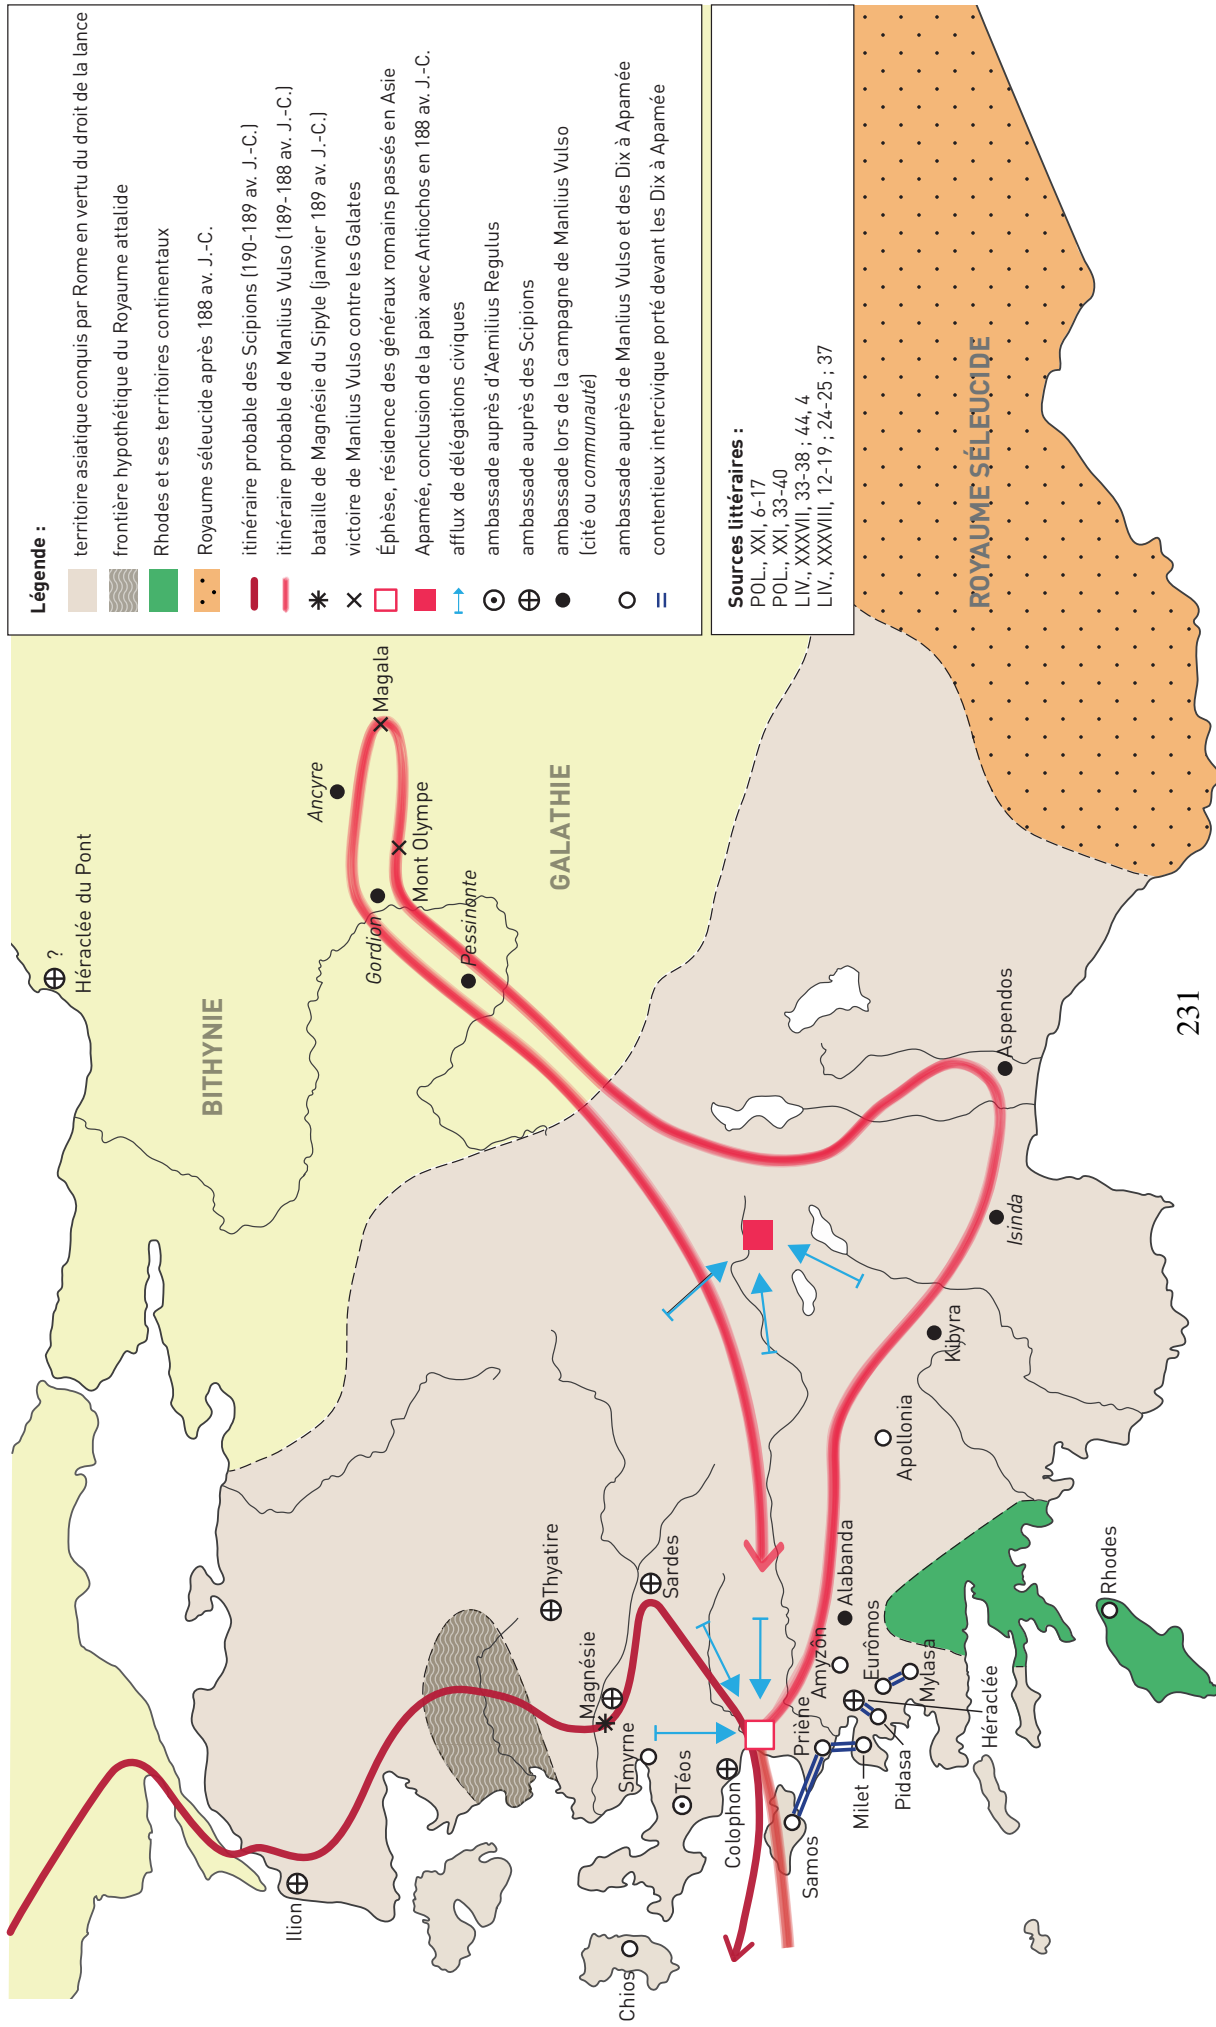 Légende :
territoire asiatique conquis par Rome en vertu du droit de la lance
frontière hypothétique du Royaume attalide
Rhodes et ses territoires continentaux
Royaume séleucide après 188 av. J.-C.
itinéraire probable des Scipions (190-189 av. J.-C.)
itinéraire probable de Manlius Vulso (189-188 av. J.-C.)
bataille de Magnésie du Sipyle (janvier 189 av. J.-C.)
victoire de Manlius Vulso contre les Galates
Éphèse, résidence des généraux romains passés en Asie
Apamée, conclusion de la paix avec Antiochos en 188 av. J.-C.
afflux de délégations civiques
ambassade auprès d'Aemilius Regulus
ambassade auprès des Scipions
ambassade lors de la campagne de Manlius Vulso
(cité ou communauté)
ambassade auprès de Manlius Vulso et des Dix à Apamée
contentieux intercivique porté devant les Dix à Apamée
Sources littéraires :
POL., XXI, 6-17
POL., XXI, 33-40
LIV., XXXVII, 33-38 ; 44, 4
LIV., XXXVIII, 12-19 ; 24-25 ; 37
?
Héraclée du Pont
BITHYNIE
Ancyre
Magala
Gordion
Mont Olympe
Pessinonte
GALATHIE
ROYAUME SÉLEUCIDE
Ilion
Thyatire
Magnésie
Sardes
Smyrne
Chios
Téos
Colophon
Priène
Samos
Amyzôn
Alabanda
Milet
Eurômos
Pidasa
Mylasa
Héraclée
Apollonia
Kibyra
Isinda
Aspendos
Rhodes
231